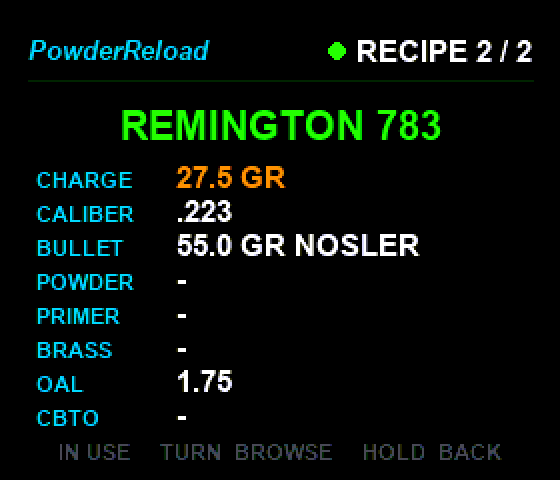 PowderReload RECIPE 2 / 2
REMINGTON 783
CHARGE 27.5 GR
CALIBER .223
BULLET 55.0 GR NOSLER
POWDER -
PRIMER -
BRASS -
OAL 1.75
CBTO -
IN USE TURN BROWSE HOLD BACK